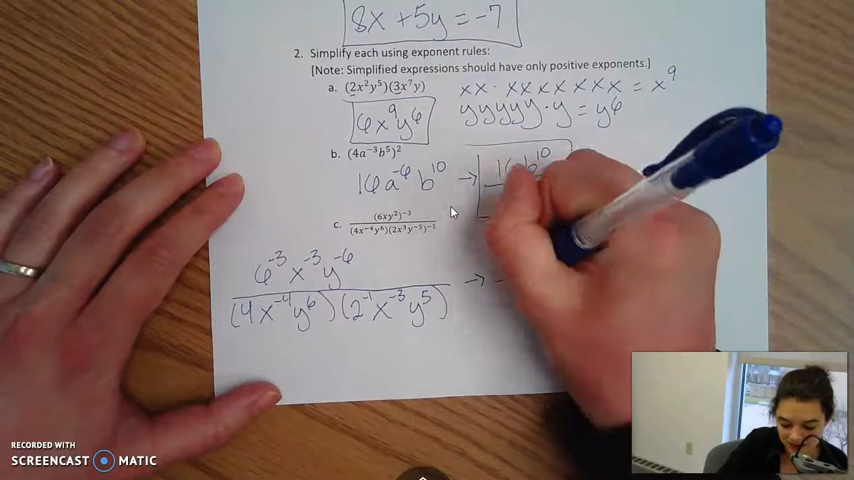 8x + 5y = -7
2. Simplify each using exponent rules:
[Note: Simplified expressions should have only positive exponents.]
a. (2x²y⁵)(3x⁷y)
xx · xxxxxxx = x⁹
6x⁹y⁶
yyyyy · y = y⁶
b. (4a⁻³b⁵)²
16a⁻⁶b¹⁰ → b¹⁰
c. (6xy²)⁻³
(4x⁻⁴y⁶)(2x³y⁻⁵)⁻¹
6⁻³x⁻³y⁻⁶
(4x⁻⁴y⁶)(2⁻¹x⁻³y⁵) →
RECORDED WITH
SCREENCAST MATIC